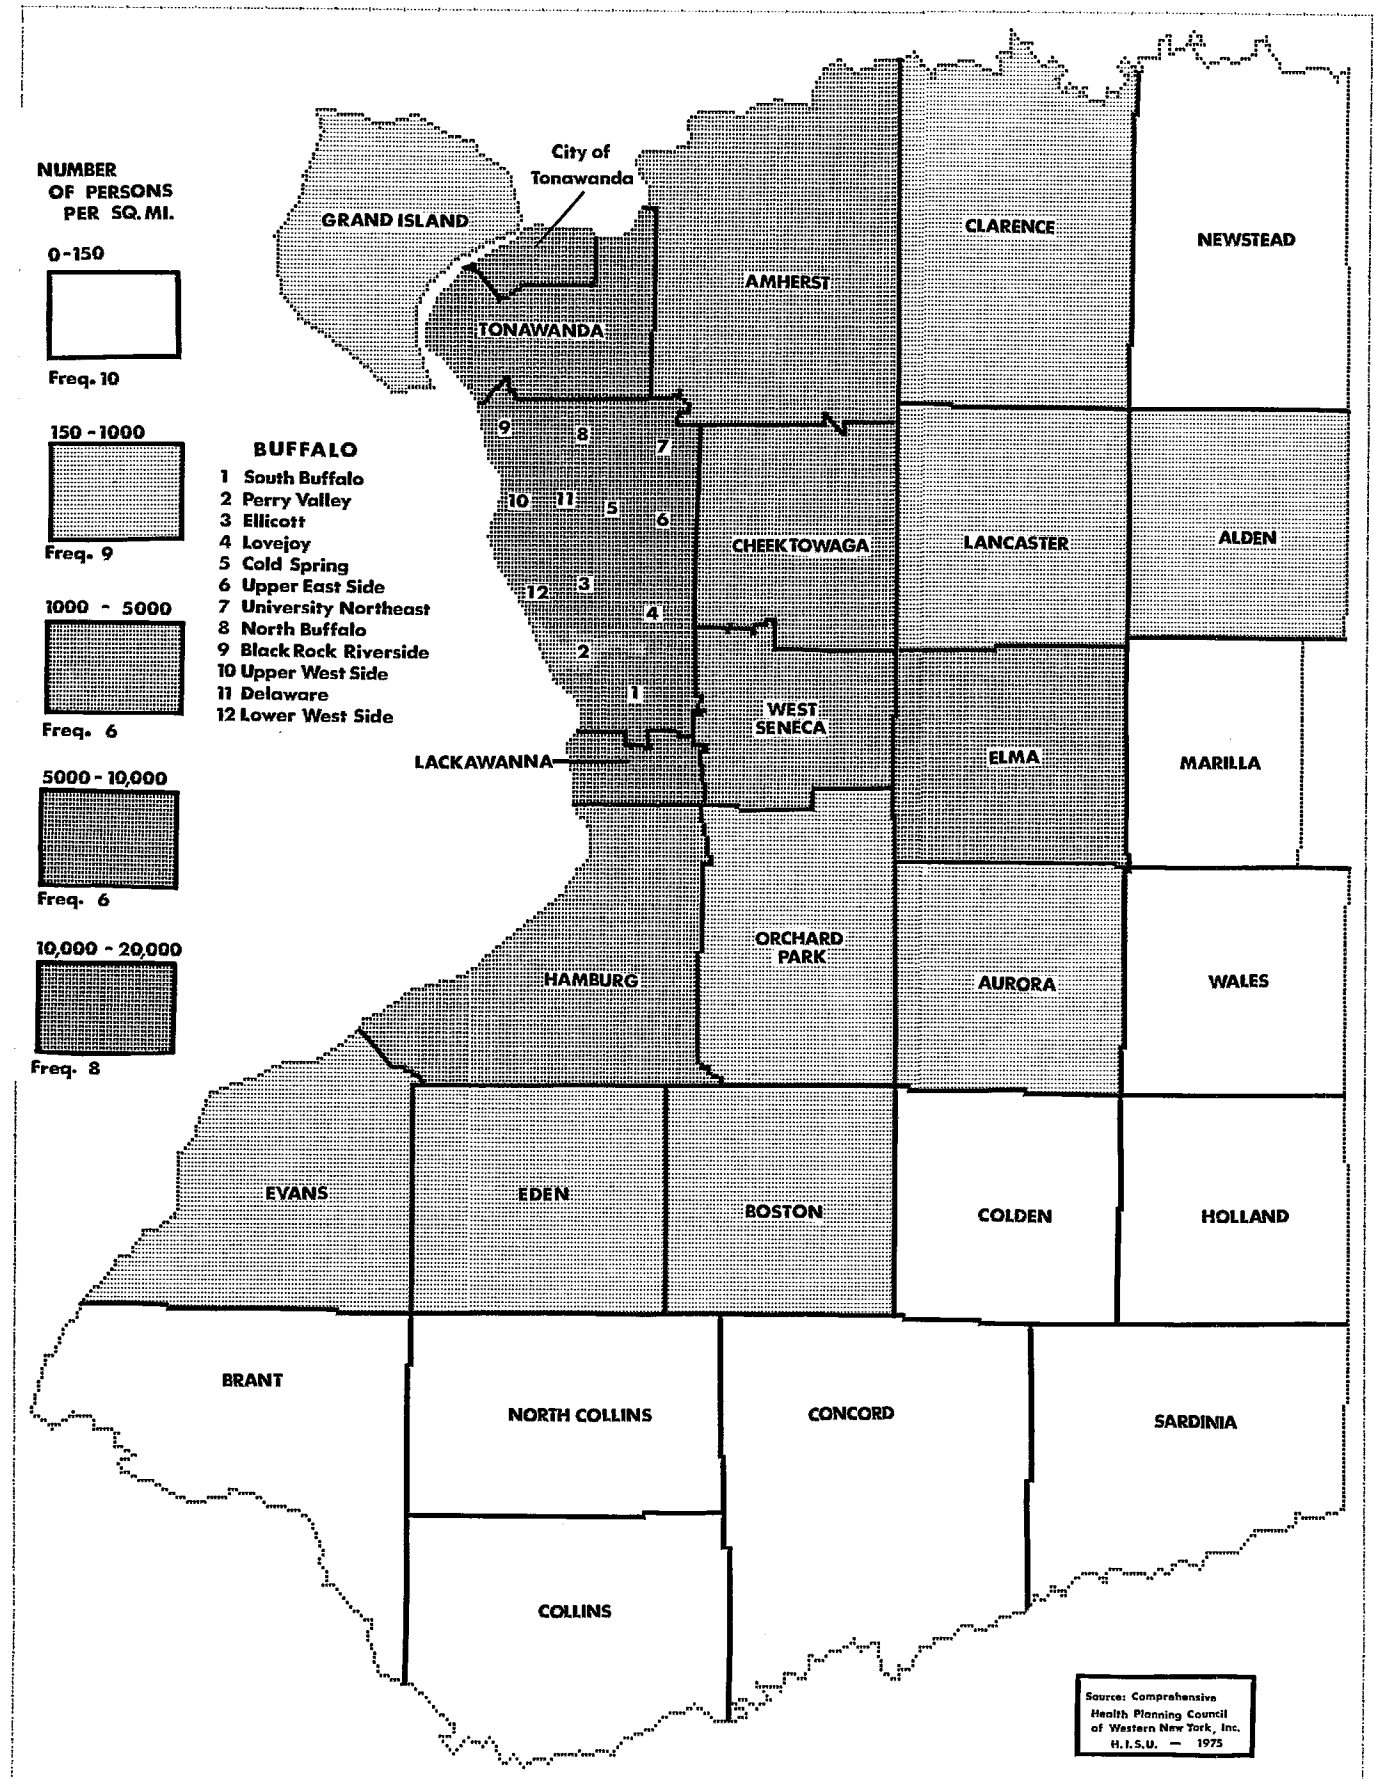 NUMBER
OF PERSONS
PER SQ. MI.
0-150
Freq. 10
150 - 1000
Freq. 9
1000 - 5000
Freq. 6
5000 - 10,000
Freq. 6
10,000 - 20,000
Freq. 8
BUFFALO
1 South Buffalo
2 Perry Valley
3 Ellicott
4 Lovejoy
5 Cold Spring
6 Upper East Side
7 University Northeast
8 North Buffalo
9 Black Rock Riverside
10 Upper West Side
11 Delaware
12 Lower West Side
City of
Tonawanda
GRAND ISLAND
CLARENCE
NEWSTEAD
AMHERST
TONAWANDA
9
8
7
10
11
5
6
CHEEKTOWAGA
LANCASTER
ALDEN
12
3
4
2
1
WEST
SENECA
LACKAWANNA
ELMA
MARILLA
HAMBURG
ORCHARD
PARK
AURORA
WALES
EVANS
EDEN
BOSTON
COLDEN
HOLLAND
BRANT
NORTH COLLINS
CONCORD
SARDINIA
COLLINS
Source: Comprehensive
Health Planning Council
of Western New York, Inc.
H.I.S.U. — 1975